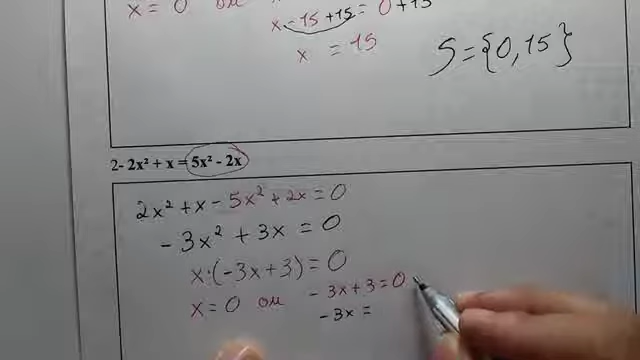 x = 0 ou x - 15 + 15 = 0 + 15
x = 15
S = {0, 15}
2- 2x² + x = 5x² - 2x
2x² + x - 5x² + 2x = 0
- 3x² + 3x = 0
x·(-3x + 3) = 0
x = 0 ou - 3x + 3 = 0
- 3x =